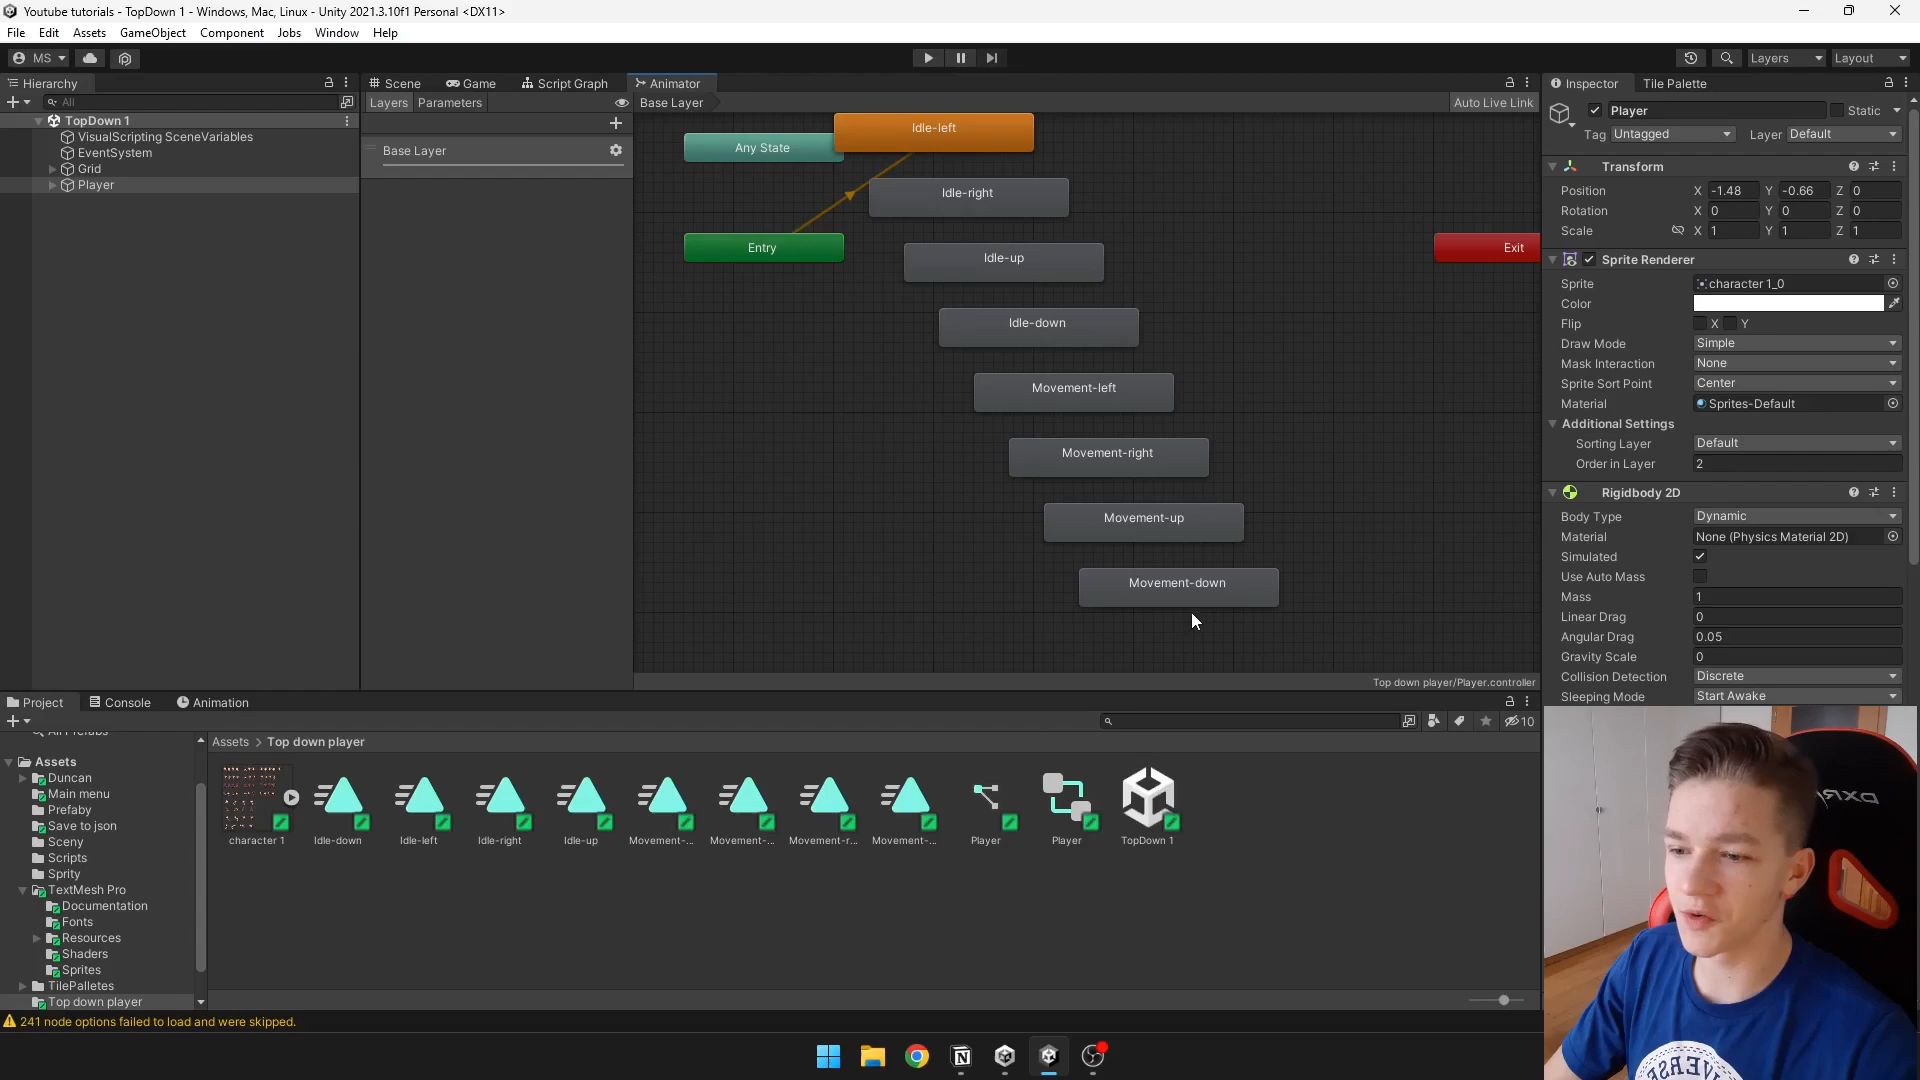 Youtube tutorials - TopDown 1 - Windows, Mac, Linux - Unity 2021.3.10f1 Personal <DX11>
File Edit Assets GameObject Component Jobs Window Help
MS
Layers Layout
Hierarchy
Scene Game Script Graph Animator
Inspector Tile Palette
All
Layers Parameters
Base Layer
Auto Live Link
TopDown 1
VisualScripting SceneVariables
EventSystem
Grid
Player
Base Layer
Any State
Idle-left
Idle-right
Entry
Exit
Idle-up
Idle-down
Movement-left
Movement-right
Movement-up
Movement-down
Top down player/Player.controller
Player Static
Tag Untagged Layer Default
Transform
Position X -1.48 Y -0.66 Z 0
Rotation X 0 Y 0 Z 0
Scale X 1 Y 1 Z 1
Sprite Renderer
Sprite character 1_0
Color
Flip X Y
Draw Mode Simple
Mask Interaction None
Sprite Sort Point Center
Material Sprites-Default
Additional Settings
Sorting Layer Default
Order in Layer 2
Rigidbody 2D
Body Type Dynamic
Material None (Physics Material 2D)
Simulated
Use Auto Mass
Mass 1
Linear Drag 0
Angular Drag 0.05
Gravity Scale 0
Collision Detection Discrete
Sleeping Mode Start Awake
Project Console Animation
10
Assets > Top down player
Assets
Duncan
Main menu
Prefaby
Save to json
Sceny
Scripts
Sprity
TextMesh Pro
Documentation
Fonts
Resources
Shaders
Sprites
TilePalletes
Top down player
character 1 Idle-down Idle-left Idle-right Idle-up Movement-... Movement-... Movement-r... Movement-... Player Player TopDown 1
241 node options failed to load and were skipped.